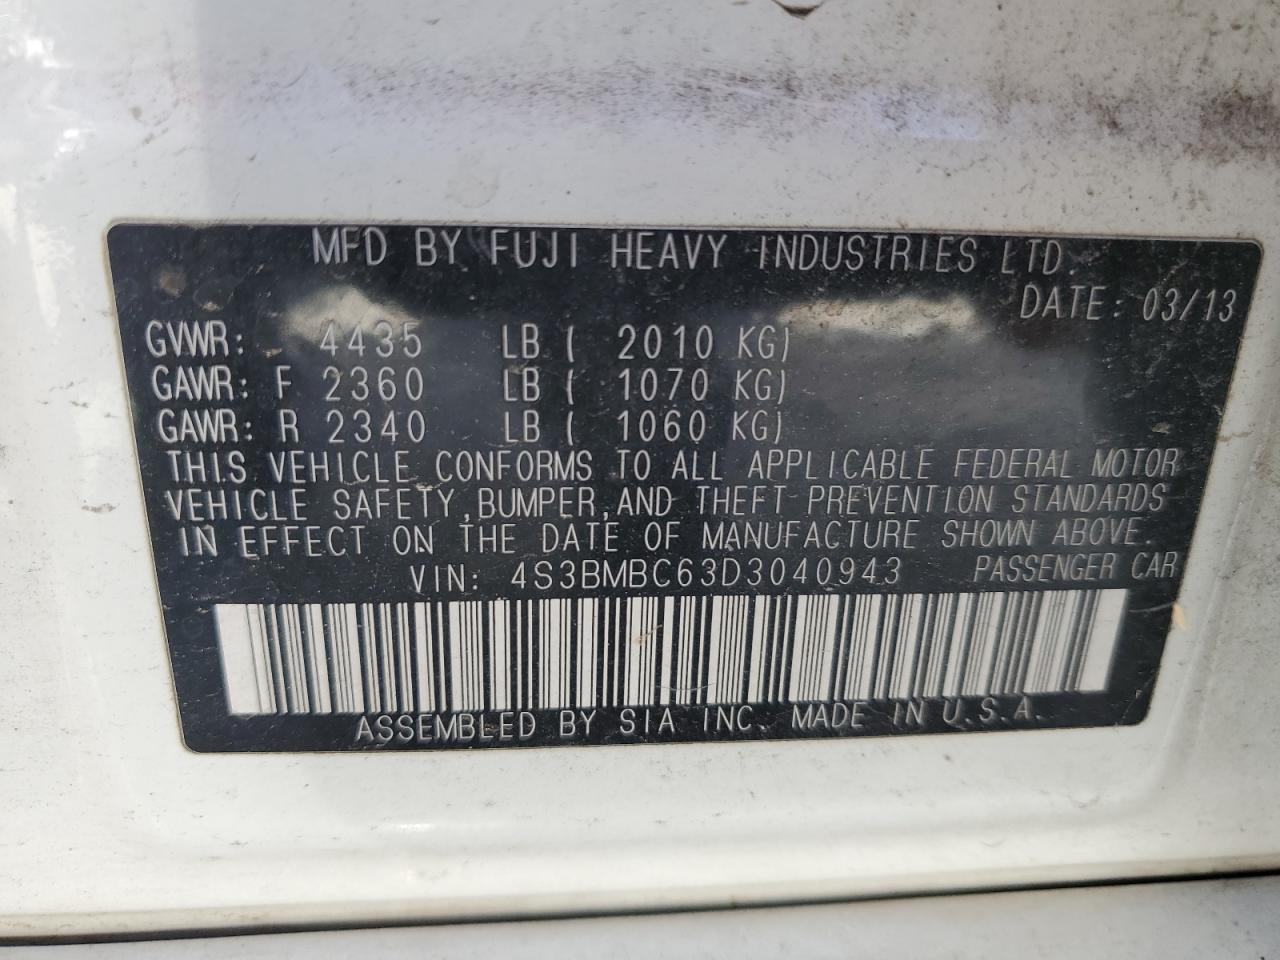 MFD BY FUJI HEAVY INDUSTRIES LTD.
DATE: 03/13
GVWR: 4435 LB ( 2010 KG)
GAWR: F 2360 LB ( 1070 KG)
GAWR: R 2340 LB ( 1060 KG)
THIS VEHICLE CONFORMS TO ALL APPLICABLE FEDERAL MOTOR
VEHICLE SAFETY, BUMPER, AND THEFT PREVENTION STANDARDS
IN EFFECT ON THE DATE OF MANUFACTURE SHOWN ABOVE.
VIN: 4S3BMBC63D3040943 PASSENGER CAR
ASSEMBLED BY SIA INC. MADE IN U.S.A.